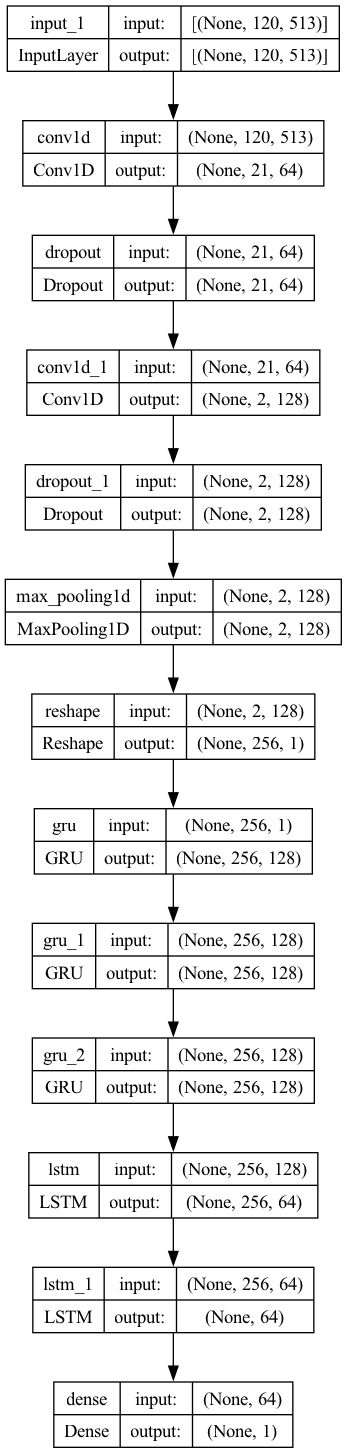 input_1 input: [(None, 120, 513)]
InputLayer output: [(None, 120, 513)]
conv1d input: (None, 120, 513)
Conv1D output: (None, 21, 64)
dropout input: (None, 21, 64)
Dropout output: (None, 21, 64)
conv1d_1 input: (None, 21, 64)
Conv1D output: (None, 2, 128)
dropout_1 input: (None, 2, 128)
Dropout output: (None, 2, 128)
max_pooling1d input: (None, 2, 128)
MaxPooling1D output: (None, 2, 128)
reshape input: (None, 2, 128)
Reshape output: (None, 256, 1)
gru input: (None, 256, 1)
GRU output: (None, 256, 128)
gru_1 input: (None, 256, 128)
GRU output: (None, 256, 128)
gru_2 input: (None, 256, 128)
GRU output: (None, 256, 128)
lstm input: (None, 256, 128)
LSTM output: (None, 256, 64)
lstm_1 input: (None, 256, 64)
LSTM output: (None, 64)
dense input: (None, 64)
Dense output: (None, 1)